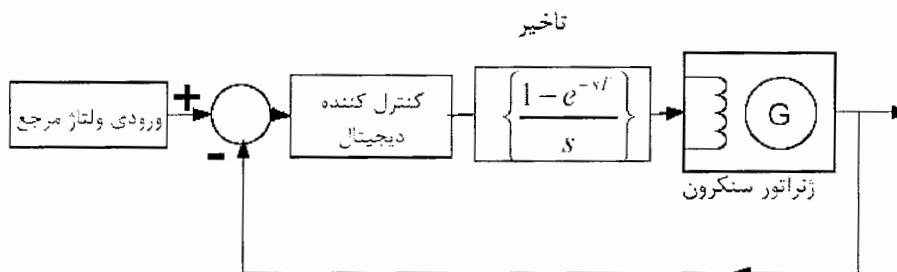 تاخیر
ورودی ولتاژ مرجع
+
-
کنترل کننده
دیجیتال
{(1-e^{-sT})/s}
G
ژنراتور سنکرون